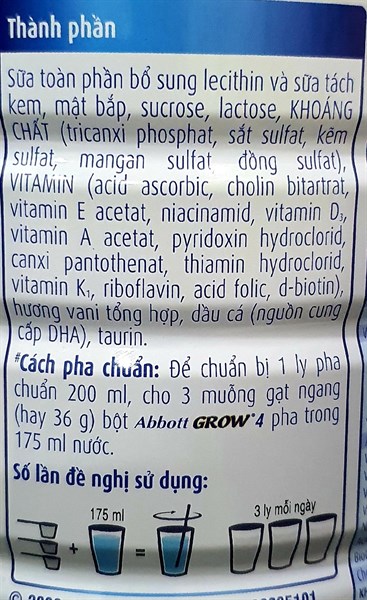 Thành phần
Sữa toàn phần bổ sung lecithin và sữa tách
kem, mật bắp, sucrose, lactose, KHOÁNG
CHẤT (tricanxi phosphat, sắt sulfat, kẽm
sulfat, mangan sulfat đồng sulfat),
VITAMIN (acid ascorbic, cholin bitartrat,
vitamin E acetat, niacinamid, vitamin D₃,
vitamin A acetat, pyridoxin hydroclorid,
canxi pantothenat, thiamin hydroclorid,
vitamin K₁, riboflavin, acid folic, d-biotin),
hương vani tổng hợp, dầu cá (nguồn cung
cấp DHA), taurin.
#Cách pha chuẩn: Để chuẩn bị 1 ly pha
chuẩn 200 ml, cho 3 muỗng gạt ngang
(hay 36 g) bột Abbott GROW®4 pha trong
175 ml nước.
Số lần đề nghị sử dụng:
175 ml
3 ly mỗi ngày
+ =